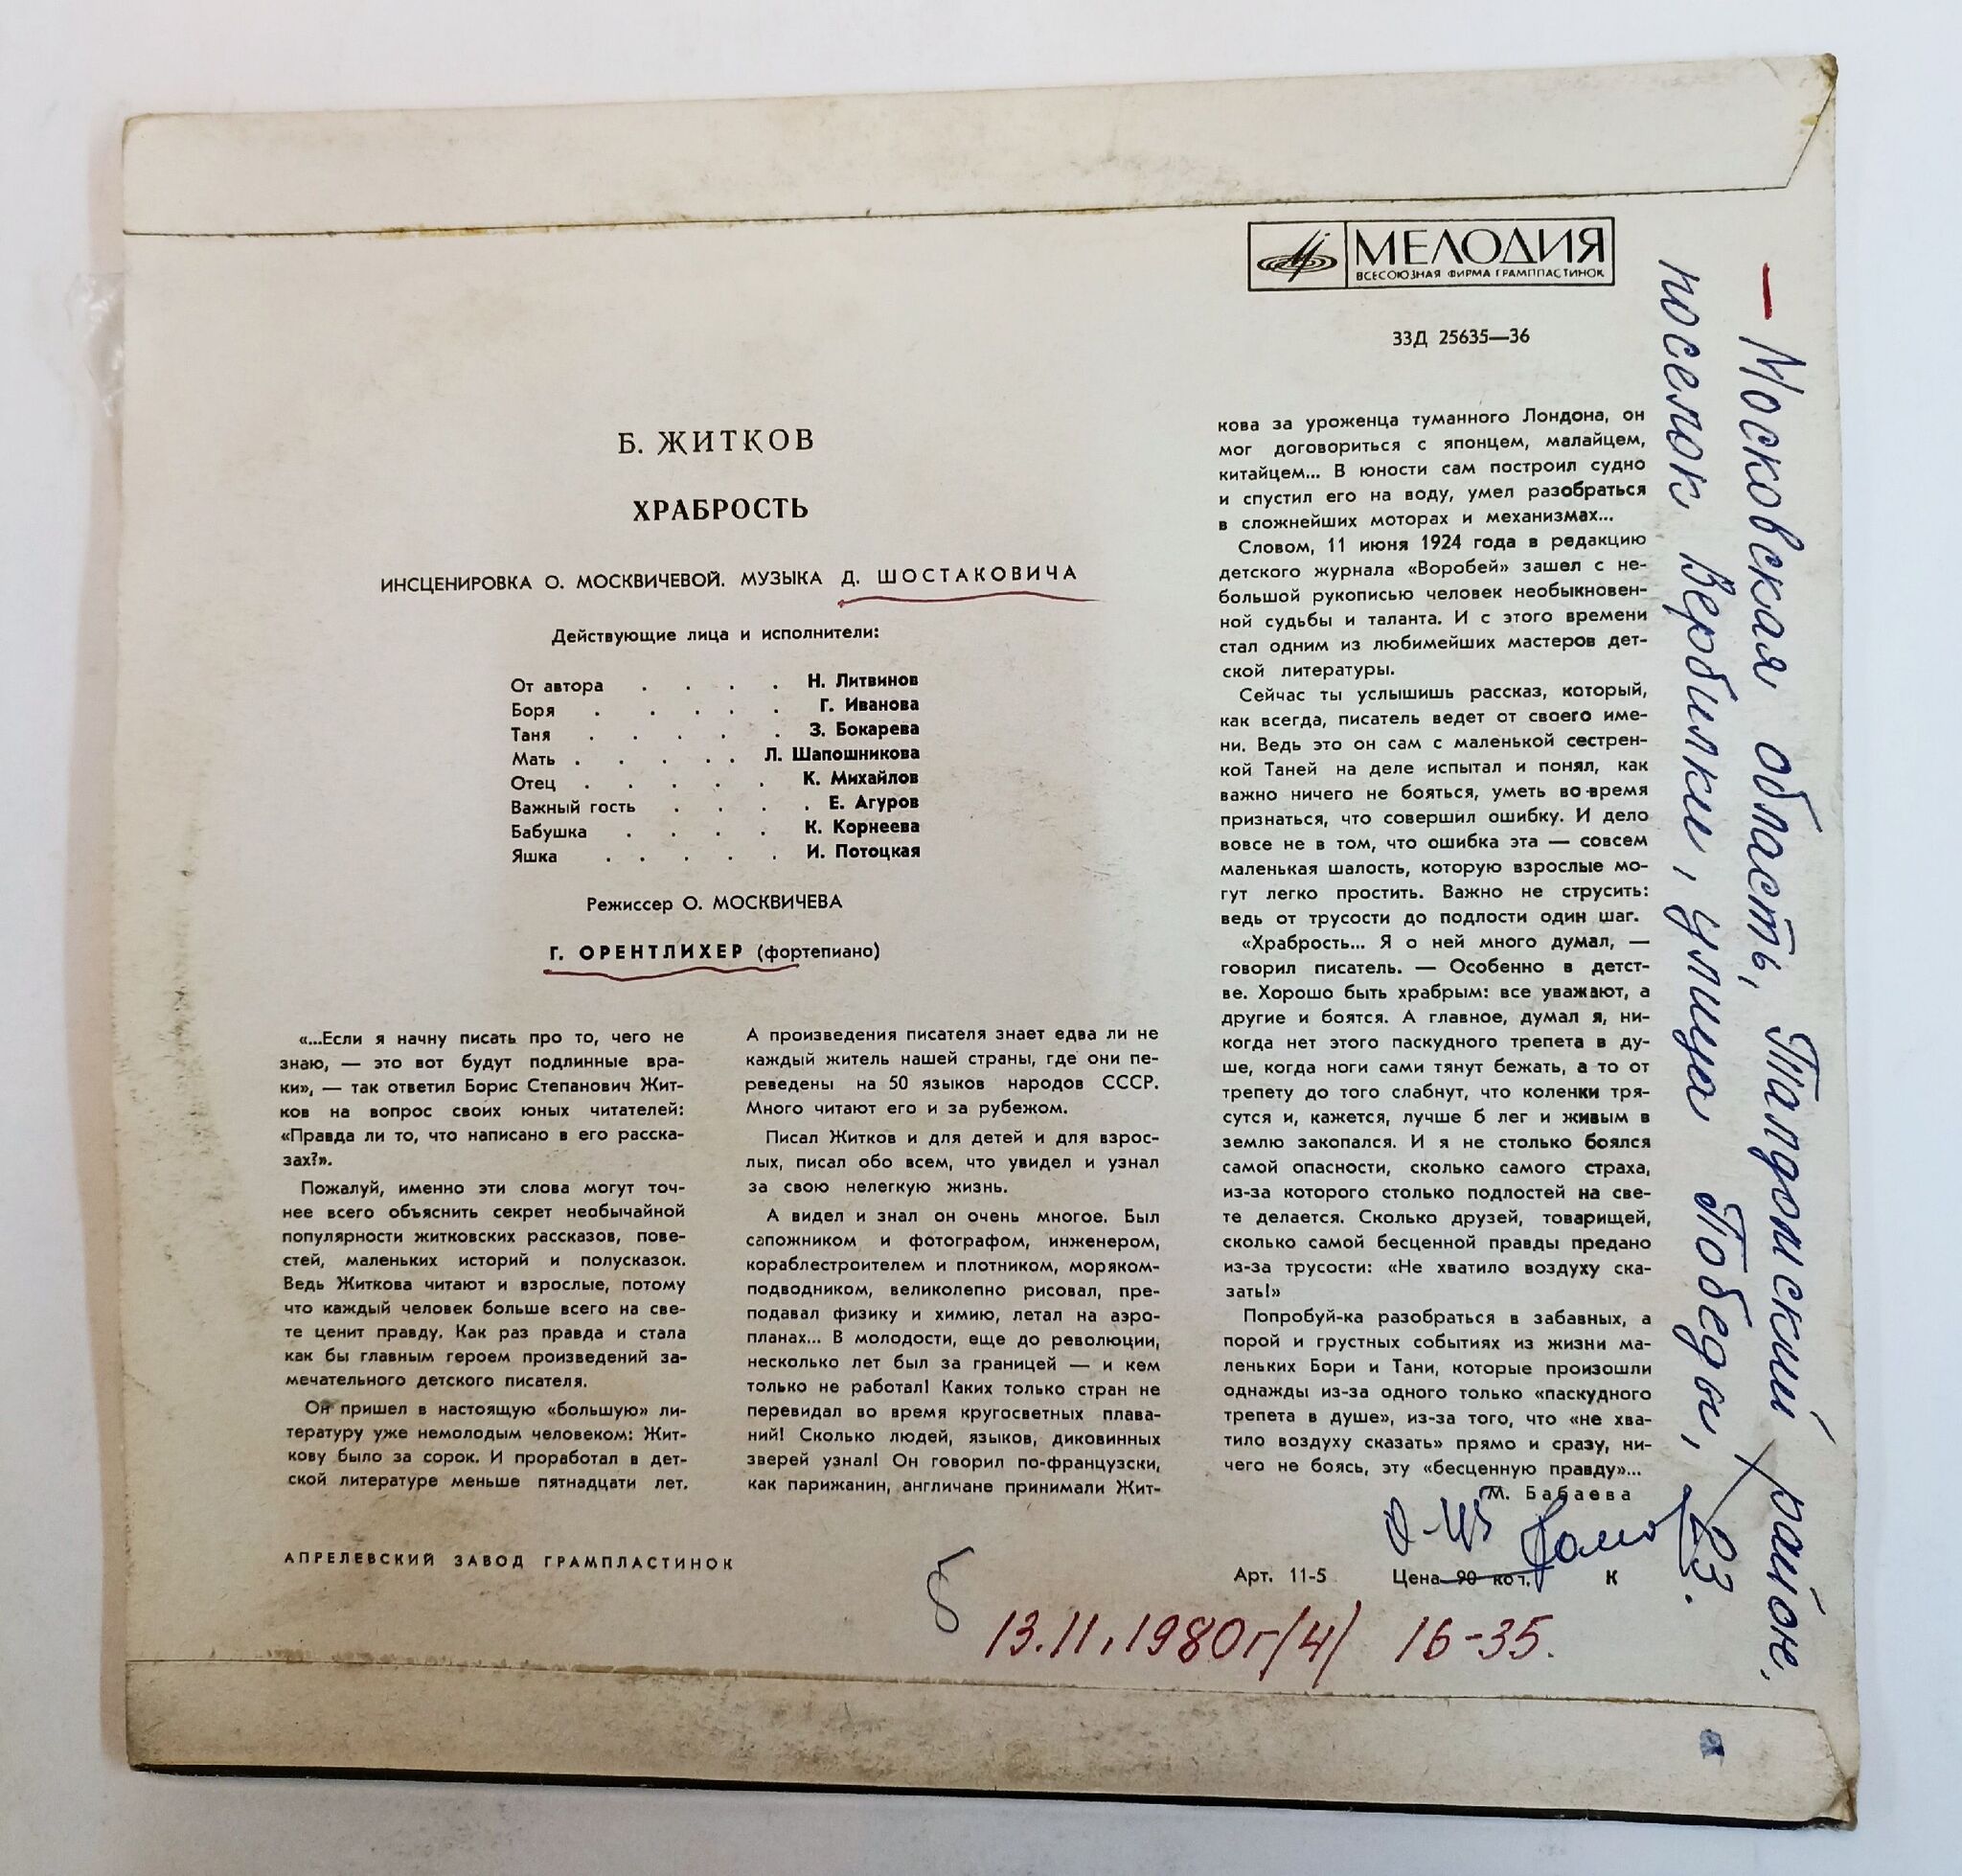 МЕЛОДИЯ
ВСЕСОЮЗНАЯ ФИРМА ГРАМПЛАСТИНОК
33Д 25635—36
Б. ЖИТКОВ
ХРАБРОСТЬ
ИНСЦЕНИРОВКА О. МОСКВИЧЕВОЙ. МУЗЫКА Д. ШОСТАКОВИЧА
Действующие лица и исполнители:
От автора . . . . Н. Литвинов
Боря . . . . . Г. Иванова
Таня . . . . . З. Бокарева
Мать . . . . . Л. Шапошникова
Отец . . . . . К. Михайлов
Важный гость . . . . Е. Агуров
Бабушка . . . . К. Корнеева
Яшка . . . . . И. Потоцкая
Режиссер О. МОСКВИЧЕВА
Г. ОРЕНТЛИХЕР (фортепиано)
«...Если я начну писать про то, чего не
знаю, — это вот будут подлинные вра-
ки», — так ответил Борис Степанович Жит-
ков на вопрос своих юных читателей:
«Правда ли то, что написано в его расска-
зах?».
Пожалуй, именно эти слова могут точ-
нее всего объяснить секрет необычайной
популярности житковских рассказов, пове-
стей, маленьких историй и полусказок.
Ведь Житкова читают и взрослые, потому
что каждый человек больше всего на све-
те ценит правду. Как раз правда и стала
как бы главным героем произведений за-
мечательного детского писателя.
Он пришел в настоящую «большую» ли-
тературу уже немолодым человеком: Жит-
кову было за сорок. И проработал в дет-
ской литературе меньше пятнадцати лет.
А произведения писателя знает едва ли не
каждый житель нашей страны, где они пе-
реведены на 50 языков народов СССР.
Много читают его и за рубежом.
Писал Житков и для детей и для взрос-
лых, писал обо всем, что увидел и узнал
за свою нелегкую жизнь.
А видел и знал он очень многое. Был
сапожником и фотографом, инженером,
кораблестроителем и плотником, моряком-
подводником, великолепно рисовал, пре-
подавал физику и химию, летал на аэро-
планах... В молодости, еще до революции,
несколько лет был за границей — и кем
только не работал! Каких только стран не
перевидал во время кругосветных плава-
ний! Сколько людей, языков, диковинных
зверей узнал! Он говорил по-французски,
как парижанин, англичане принимали Жит-
кова за уроженца туманного Лондона, он
мог договориться с японцем, малайцем,
китайцем... В юности сам построил судно
и спустил его на воду, умел разобраться
в сложнейших моторах и механизмах...
Словом, 11 июня 1924 года в редакцию
детского журнала «Воробей» зашел с не-
большой рукописью человек необыкновен-
ной судьбы и таланта. И с этого времени
стал одним из любимейших мастеров дет-
ской литературы.
Сейчас ты услышишь рассказ, который,
как всегда, писатель ведет от своего име-
ни. Ведь это он сам с маленькой сестрен-
кой Таней на деле испытал и понял, как
важно ничего не бояться, уметь во-время
признаться, что совершил ошибку. И дело
вовсе не в том, что ошибка эта — совсем
маленькая шалость, которую взрослые мо-
гут легко простить. Важно не струсить:
ведь от трусости до подлости один шаг.
«Храбрость... Я о ней много думал, —
говорил писатель. — Особенно в детст-
ве. Хорошо быть храбрым: все уважают, а
другие и боятся. А главное, думал я, ни-
когда нет этого паскудного трепета в ду-
ше, когда ноги сами тянут бежать, а то от
трепету до того слабнут, что коленки тря-
сутся и, кажется, лучше б лег и живым в
землю закопался. И я не столько боялся
самой опасности, сколько самого страха,
из-за которого столько подлостей на све-
те делается. Сколько друзей, товарищей,
сколько самой бесценной правды предано
из-за трусости: «Не хватило воздуху ска-
зать!»
Попробуй-ка разобраться в забавных, а
порой и грустных событиях из жизни ма-
леньких Бори и Тани, которые произошли
однажды из-за одного только «паскудного
трепета в душе», из-за того, что «не хва-
тило воздуху сказать» прямо и сразу, ни-
чего не боясь, эту «бесценную правду»...
М. Бабаева
АПРЕЛЕВСКИЙ ЗАВОД ГРАМПЛАСТИНОК
Арт. 11-5 Цена 90 коп. К
13.11.1980г/4/ 16-35.
— Московская область, Талдомский район,
поселок Вербилки, улица Победы, 23.